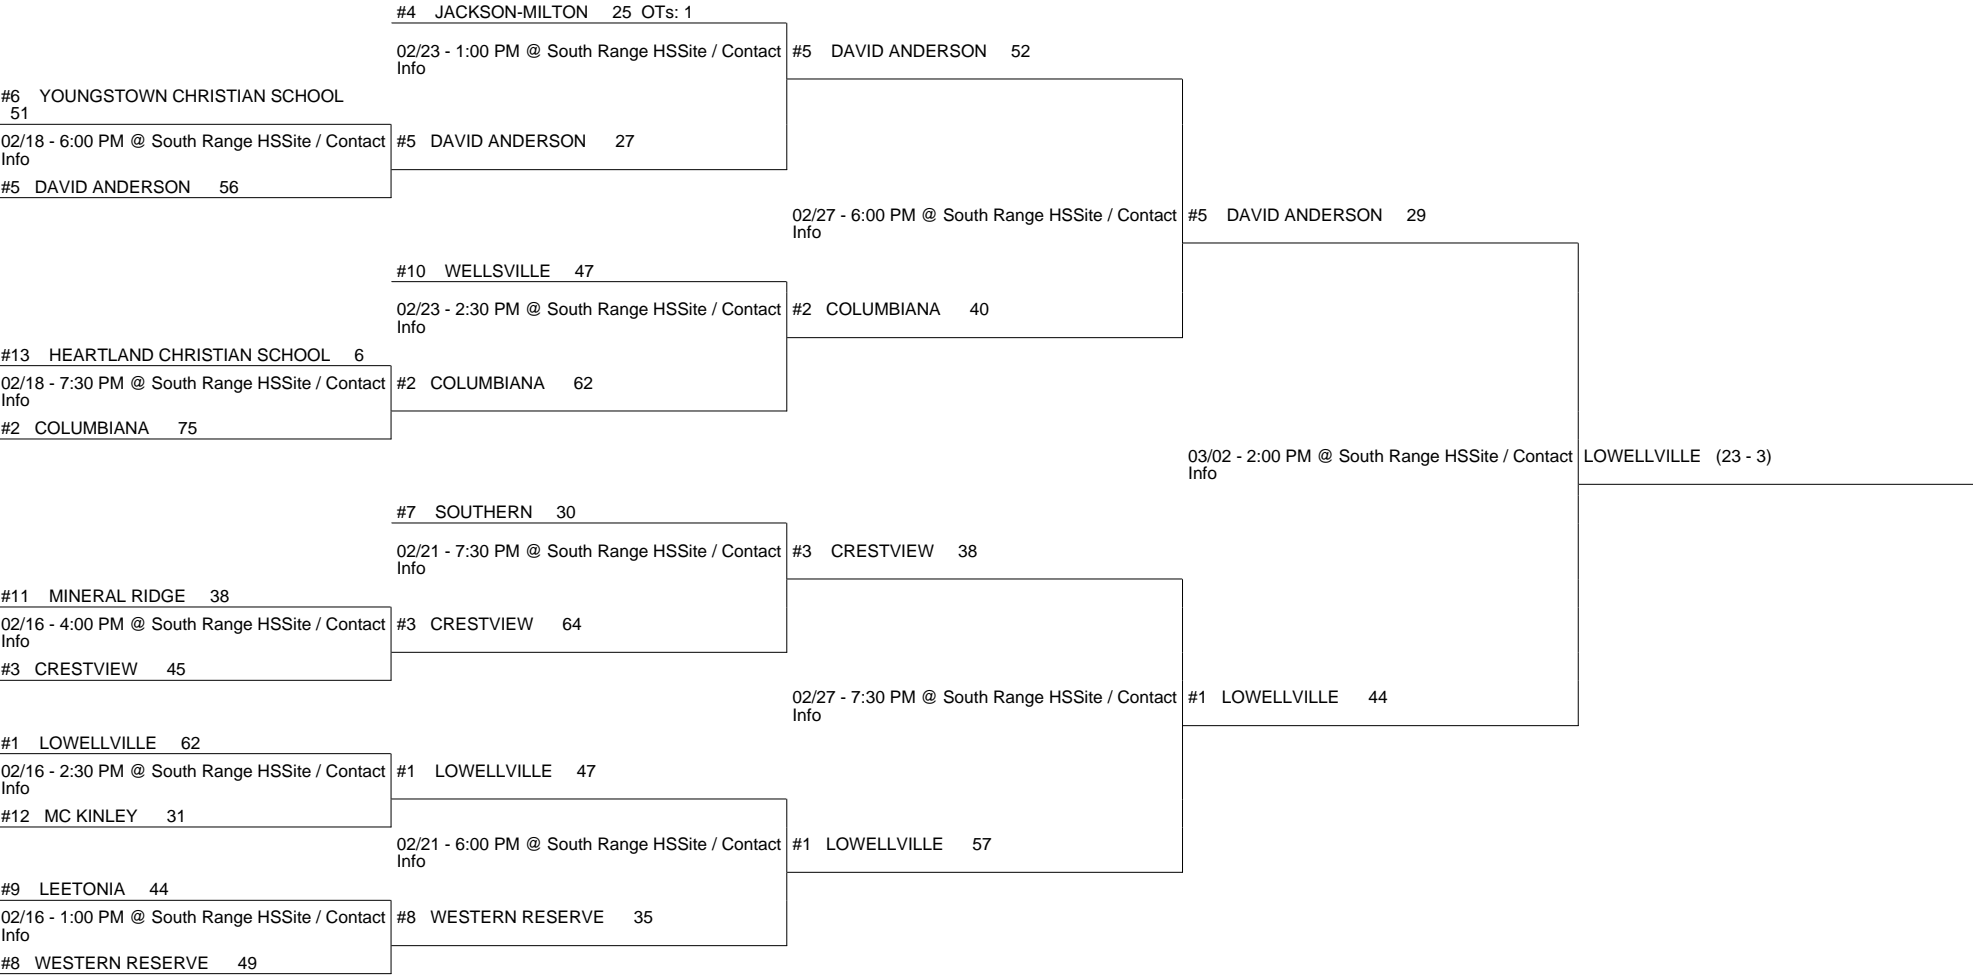 #4 JACKSON-MILTON 25 OTs: 1
02/23 - 1:00 PM @ South Range HSSite / Contact
Info
#5 DAVID ANDERSON 52
#6 YOUNGSTOWN CHRISTIAN SCHOOL
51
02/18 - 6:00 PM @ South Range HSSite / Contact
Info
#5 DAVID ANDERSON 27
#5 DAVID ANDERSON 56
02/27 - 6:00 PM @ South Range HSSite / Contact
Info
#5 DAVID ANDERSON 29
#10 WELLSVILLE 47
02/23 - 2:30 PM @ South Range HSSite / Contact
Info
#2 COLUMBIANA 40
#13 HEARTLAND CHRISTIAN SCHOOL 6
02/18 - 7:30 PM @ South Range HSSite / Contact
Info
#2 COLUMBIANA 62
#2 COLUMBIANA 75
03/02 - 2:00 PM @ South Range HSSite / Contact
Info
LOWELLVILLE (23 - 3)
#7 SOUTHERN 30
02/21 - 7:30 PM @ South Range HSSite / Contact
Info
#3 CRESTVIEW 38
#11 MINERAL RIDGE 38
02/16 - 4:00 PM @ South Range HSSite / Contact
Info
#3 CRESTVIEW 64
#3 CRESTVIEW 45
02/27 - 7:30 PM @ South Range HSSite / Contact
Info
#1 LOWELLVILLE 44
#1 LOWELLVILLE 62
02/16 - 2:30 PM @ South Range HSSite / Contact
Info
#1 LOWELLVILLE 47
#12 MC KINLEY 31
02/21 - 6:00 PM @ South Range HSSite / Contact
Info
#1 LOWELLVILLE 57
#9 LEETONIA 44
02/16 - 1:00 PM @ South Range HSSite / Contact
Info
#8 WESTERN RESERVE 35
#8 WESTERN RESERVE 49